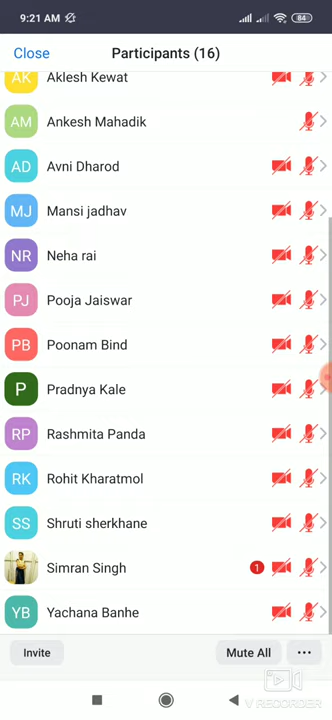 9:21 AM 84
Close Participants (16)
AK Aklesh Kewat
AM Ankesh Mahadik
AD Avni Dharod
MJ Mansi jadhav
NR Neha rai
PJ Pooja Jaiswar
PB Poonam Bind
P Pradnya Kale
RP Rashmita Panda
RK Rohit Kharatmol
SS Shruti sherkhane
Simran Singh 1
YB Yachana Banhe
Invite Mute All ...
XRECORDER